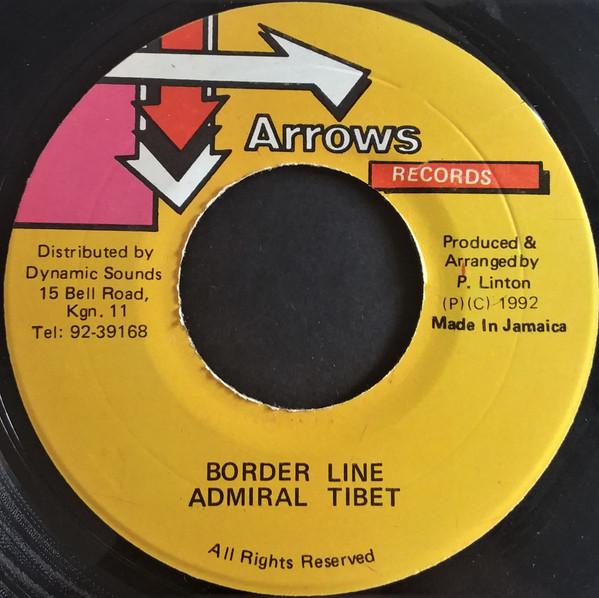 Arrows
RECORDS
Distributed by
Dynamic Sounds
15 Bell Road,
Kgn. 11
Tel: 92-39168
Produced &
Arranged by
P. Linton
(P)(C) 1992
Made In Jamaica
BORDER LINE
ADMIRAL TIBET
All Rights Reserved